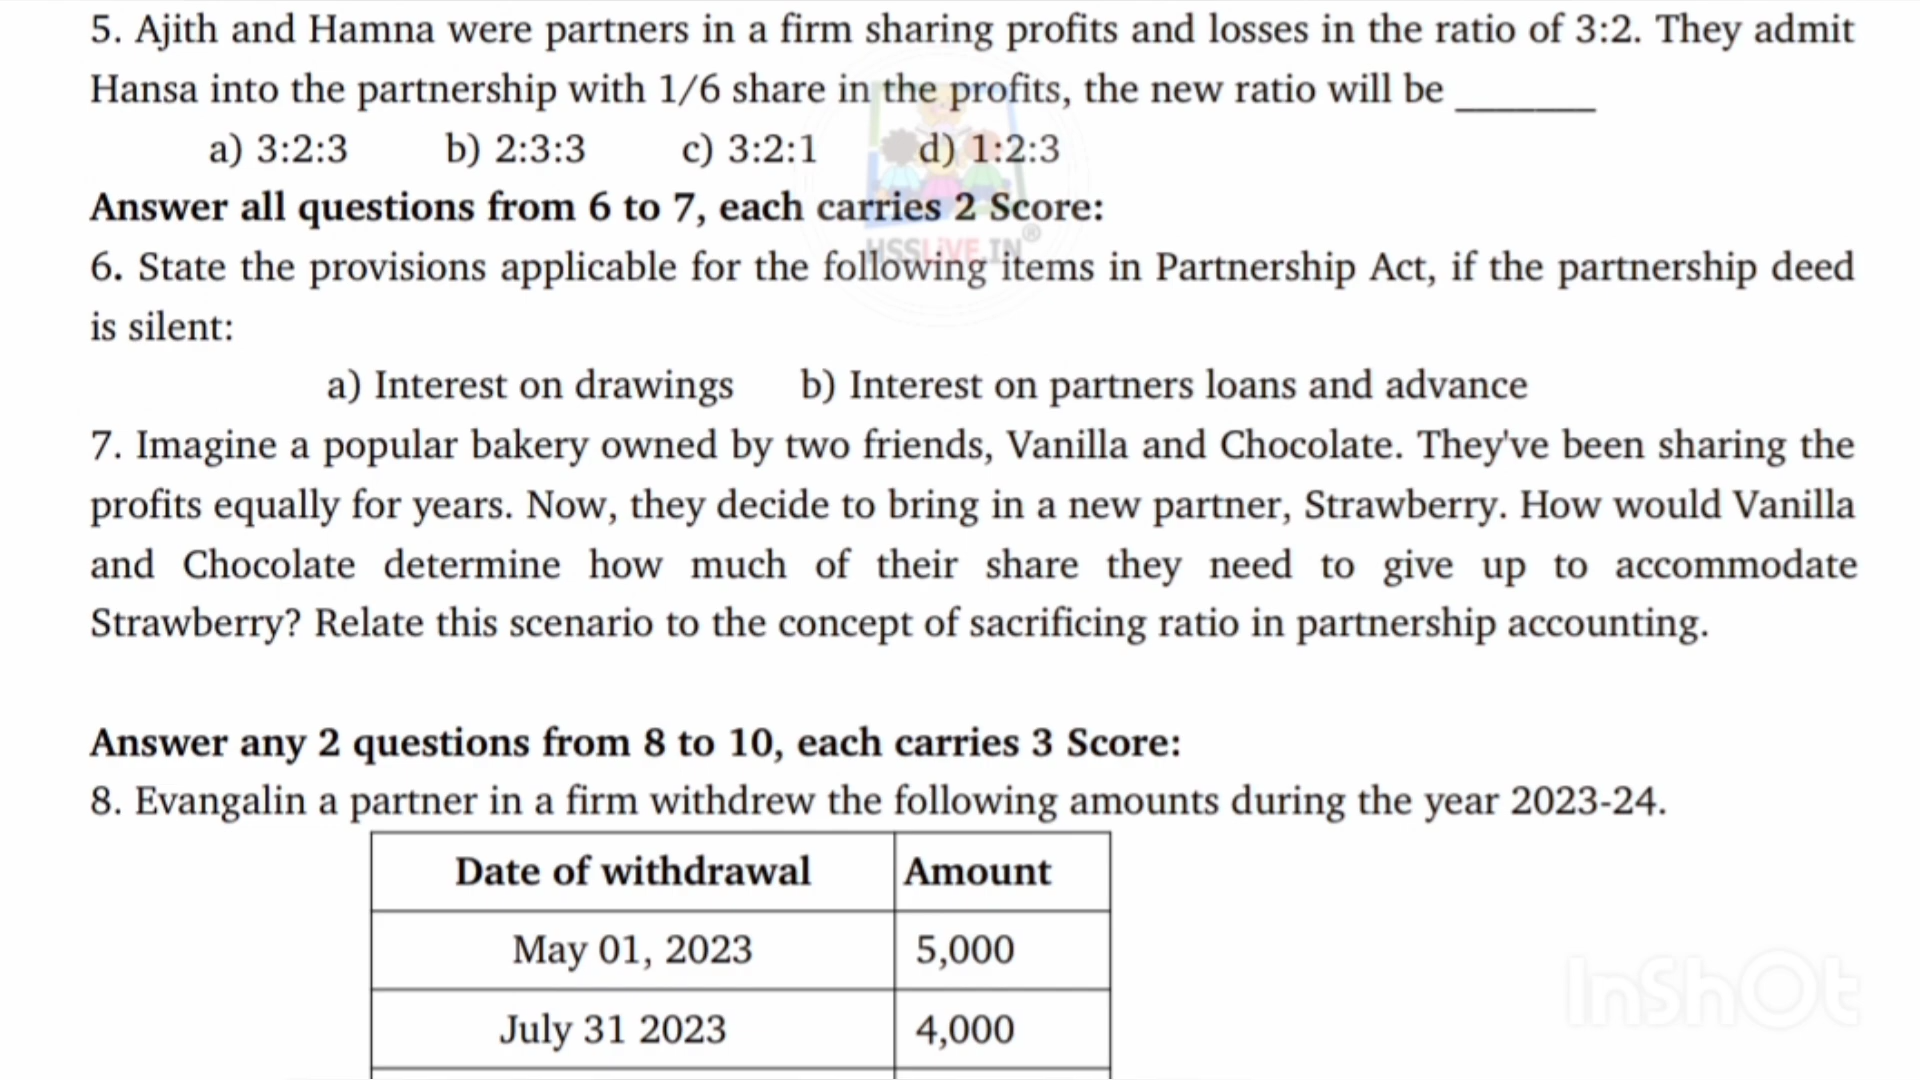 5. Ajith and Hamna were partners in a firm sharing profits and losses in the ratio of 3:2. They admit
Hansa into the partnership with 1/6 share in the profits, the new ratio will be _______
a) 3:2:3 b) 2:3:3 c) 3:2:1 d) 1:2:3
Answer all questions from 6 to 7, each carries 2 Score:
HSSLiVE.IN®
6. State the provisions applicable for the following items in Partnership Act, if the partnership deed
is silent:
a) Interest on drawings b) Interest on partners loans and advance
7. Imagine a popular bakery owned by two friends, Vanilla and Chocolate. They've been sharing the
profits equally for years. Now, they decide to bring in a new partner, Strawberry. How would Vanilla
and Chocolate determine how much of their share they need to give up to accommodate
Strawberry? Relate this scenario to the concept of sacrificing ratio in partnership accounting.
Answer any 2 questions from 8 to 10, each carries 3 Score:
8. Evangalin a partner in a firm withdrew the following amounts during the year 2023-24.
Date of withdrawal Amount
May 01, 2023 5,000
July 31 2023 4,000
InShOt